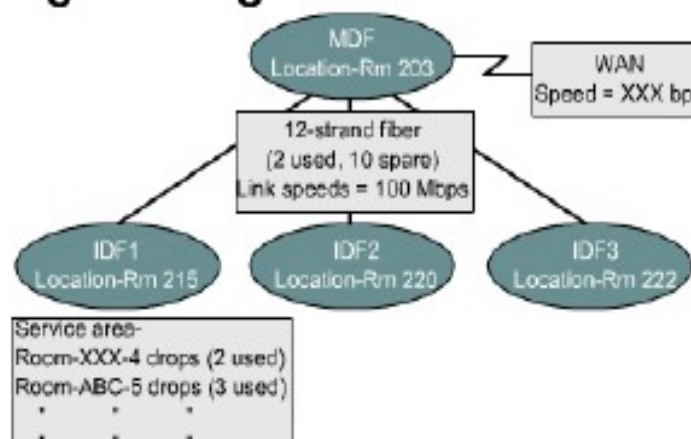 MDF
Location-Rm 203
WAN
Speed = XXX bp
12-strand fiber
(2 used, 10 spare)
Link speeds = 100 Mbps
IDF1
Location-Rm 215
IDF2
Location-Rm 220
IDF3
Location-Rm 222
Service area-
Room-XXX-4 drops (2 used)
Room-ABC-5 drops (3 used)